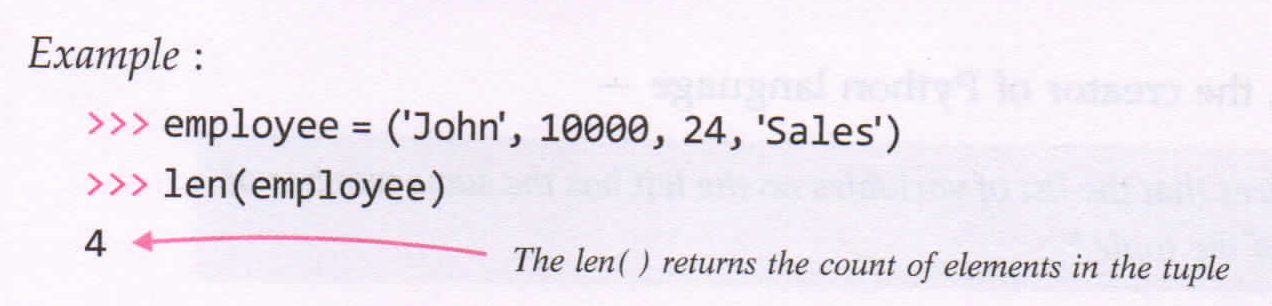 Example :
>>> employee = ('John', 10000, 24, 'Sales')
>>> len(employee)
4
The len( ) returns the count of elements in the tuple